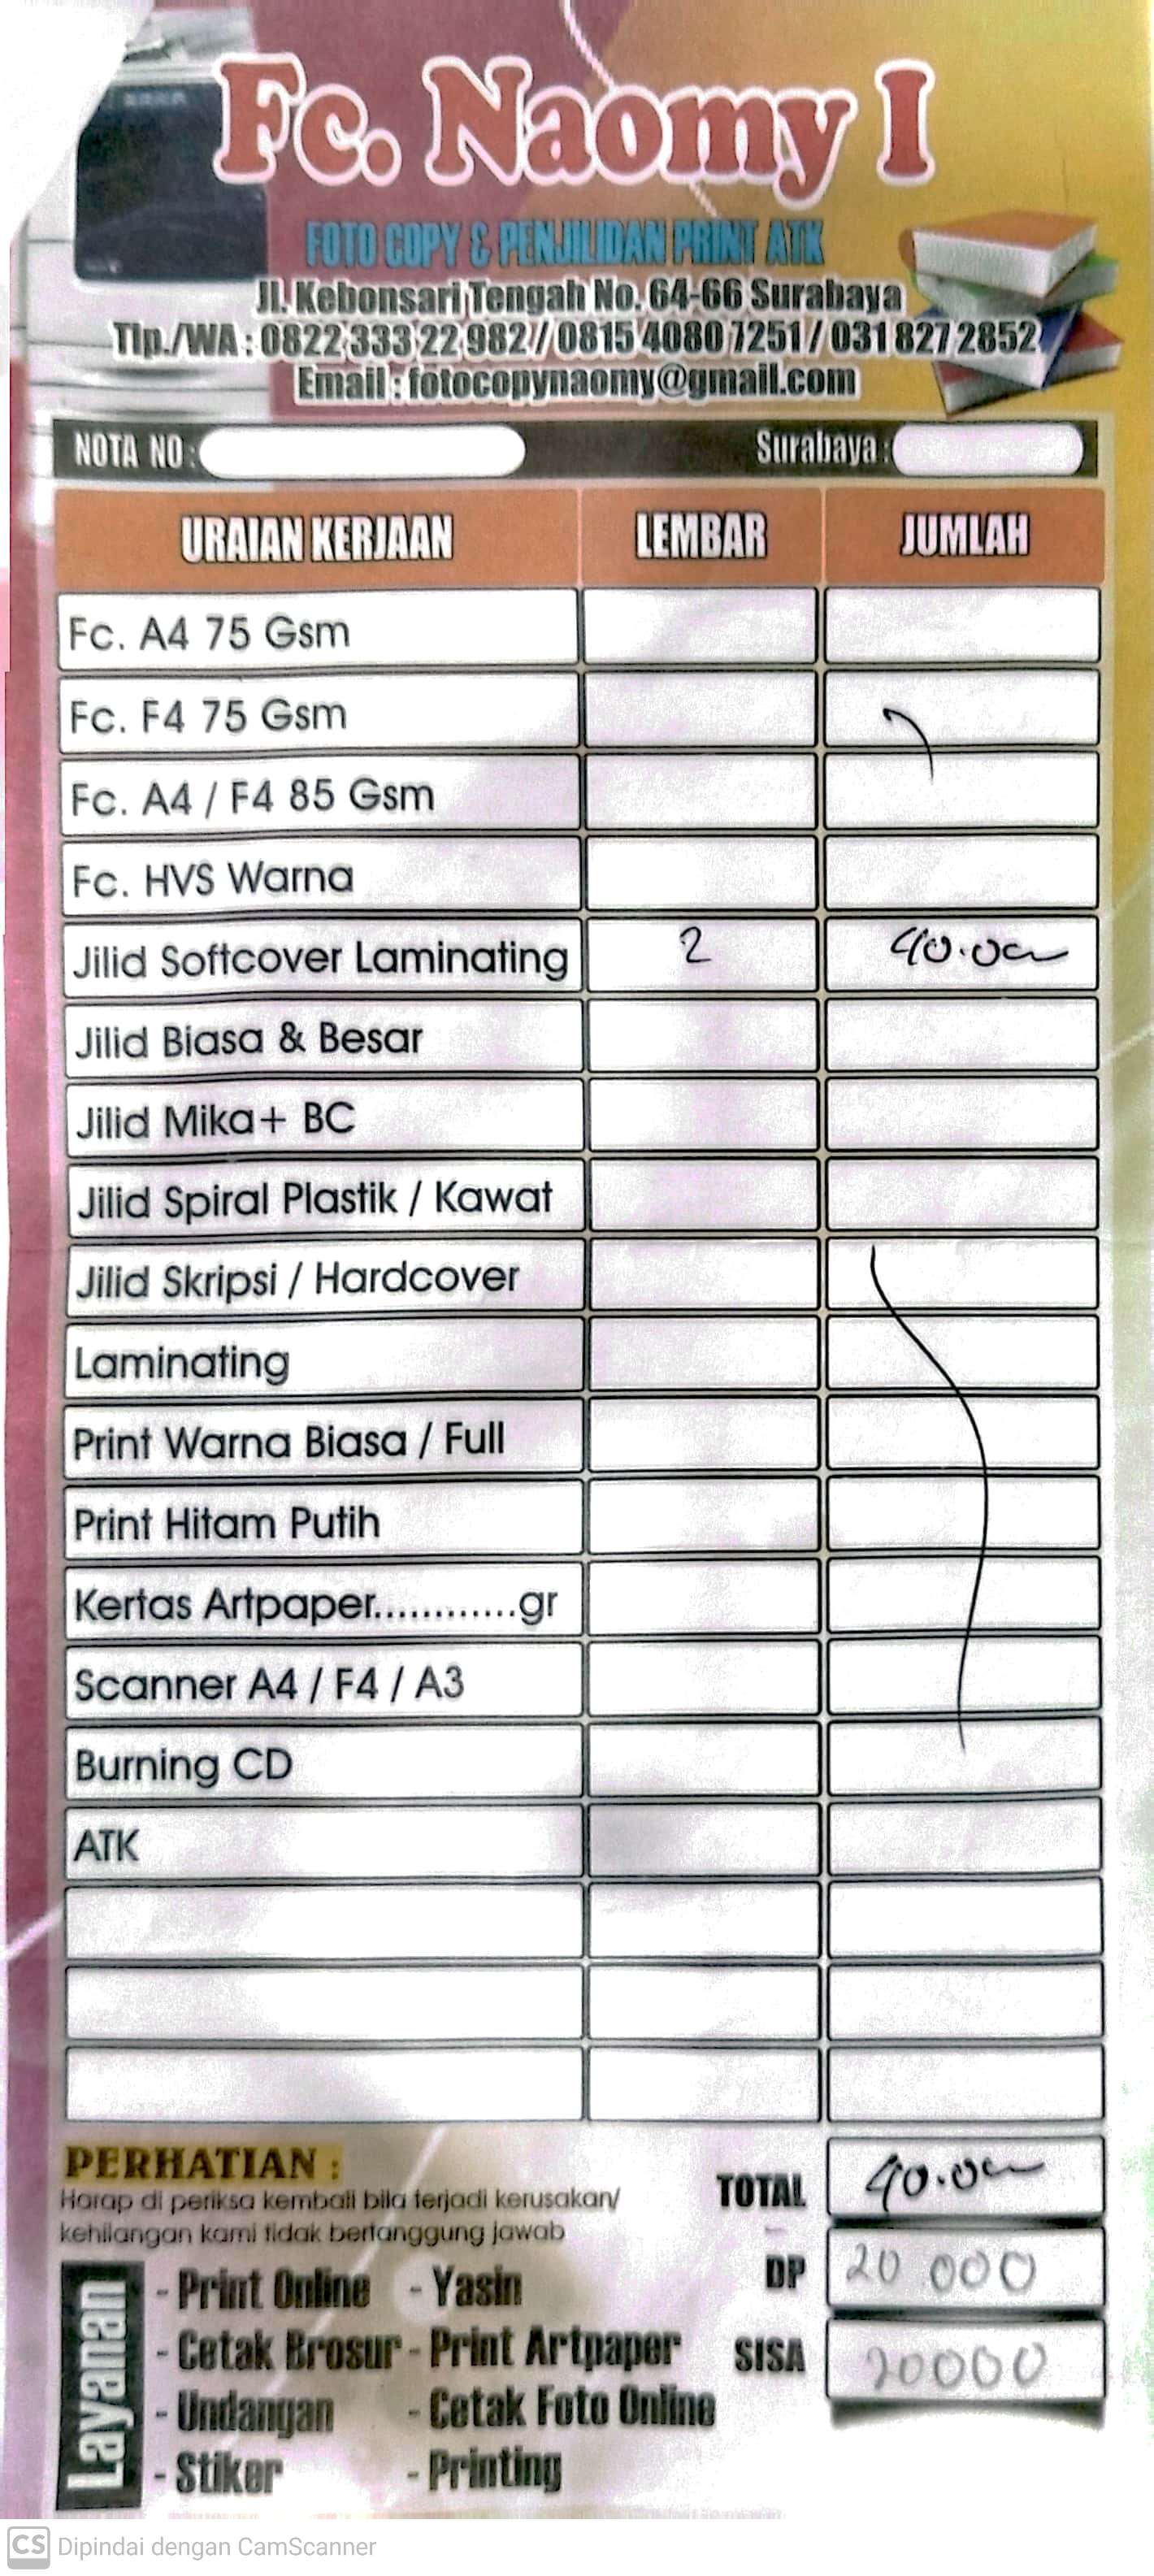 Fc. Naomy I
FOTO COPY & PENJILIDAN PRINT ATK
Jl. Kebonsari Tengah No. 64-66 Surabaya
Tlp./WA : 0822 333 22 982 / 0815 4080 7251 / 031 827 2852
Email : fotocopynaomy@gmail.com
NOTA NO : Surabaya :
URAIAN KERJAAN LEMBAR JUMLAH
Fc. A4 75 Gsm
Fc. F4 75 Gsm
Fc. A4 / F4 85 Gsm
Fc. HVS Warna
Jilid Softcover Laminating 2 40.000
Jilid Biasa & Besar
Jilid Mika+ BC
Jilid Spiral Plastik / Kawat
Jilid Skripsi / Hardcover
Laminating
Print Warna Biasa / Full
Print Hitam Putih
Kertas Artpaper............gr
Scanner A4 / F4 / A3
Burning CD
ATK
PERHATIAN :
Harap di periksa kembali bila terjadi kerusakan/
kehilangan kami tidak bertanggung jawab
TOTAL 40.000
DP 20 000
SISA 20000
Layanan
- Print Online - Yasin
- Cetak Brosur - Print Artpaper
- Undangan - Cetak Foto Online
- Stiker - Printing
CS Dipindai dengan CamScanner